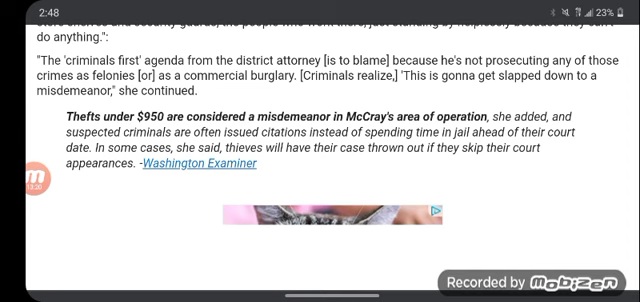 2:48
23%
do anything.":
"The 'criminals first' agenda from the district attorney [is to blame] because he's not prosecuting any of those
crimes as felonies [or] as a commercial burglary. [Criminals realize,] 'This is gonna get slapped down to a
misdemeanor," she continued.
Thefts under $950 are considered a misdemeanor in McCray's area of operation, she added, and
suspected criminals are often issued citations instead of spending time in jail ahead of their court
date. In some cases, she said, thieves will have their case thrown out if they skip their court
appearances. -Washington Examiner
m
13:30
Recorded by mobizen